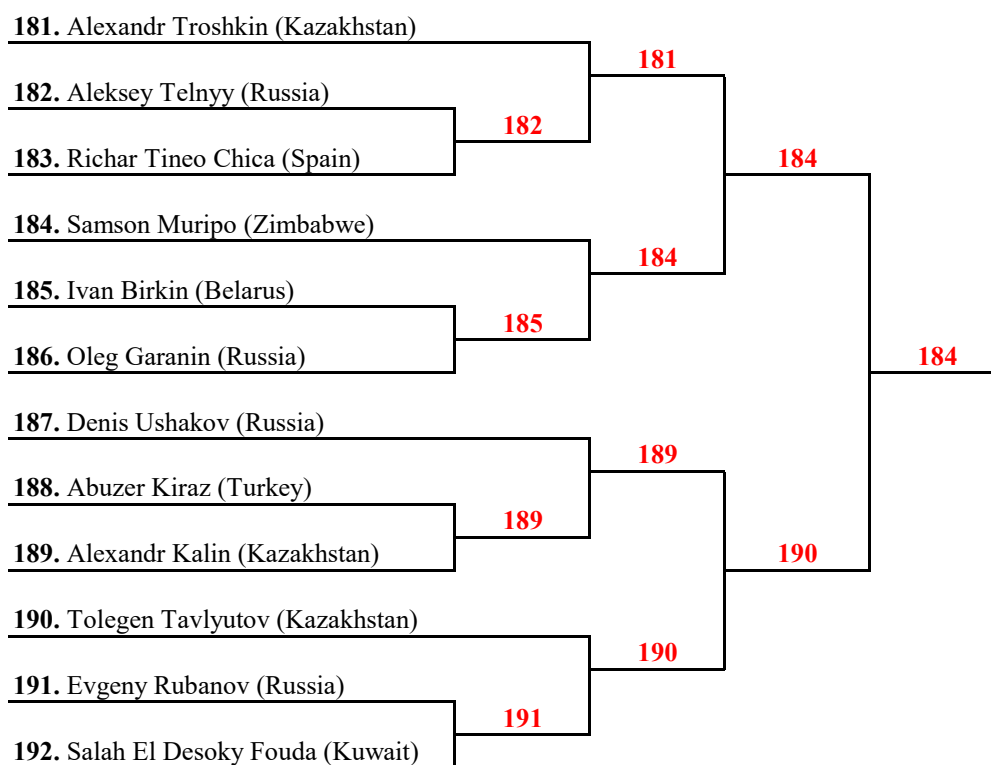 181. Alexandr Troshkin (Kazakhstan)
181
182. Aleksey Telnyy (Russia)
182
183. Richar Tineo Chica (Spain)
184
184. Samson Muripo (Zimbabwe)
184
185. Ivan Birkin (Belarus)
185
186. Oleg Garanin (Russia)
184
187. Denis Ushakov (Russia)
189
188. Abuzer Kiraz (Turkey)
189
189. Alexandr Kalin (Kazakhstan)
190
190. Tolegen Tavlyutov (Kazakhstan)
190
191. Evgeny Rubanov (Russia)
191
192. Salah El Desoky Fouda (Kuwait)